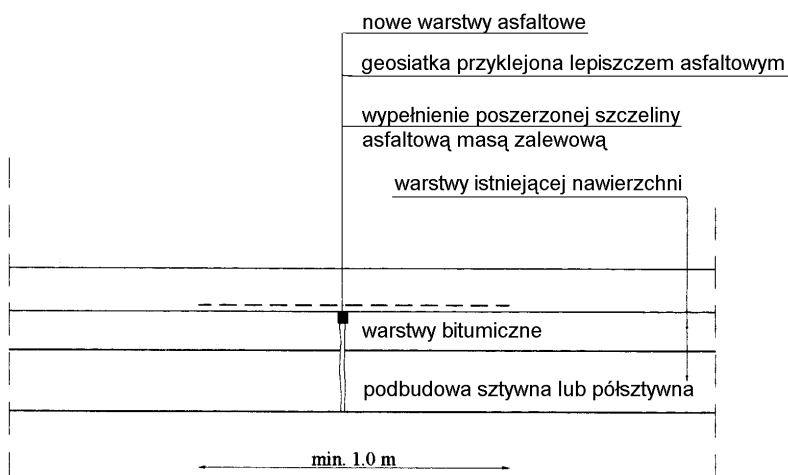 nowe warstwy asfaltowe
geosiatka przyklejona lepiszczem asfaltowym
wypełnienie poszerzonej szczeliny
asfaltową masą zalewową
warstwy istniejącej nawierzchni
warstwy bitumiczne
podbudowa sztywna lub półsztywna
min. 1.0 m